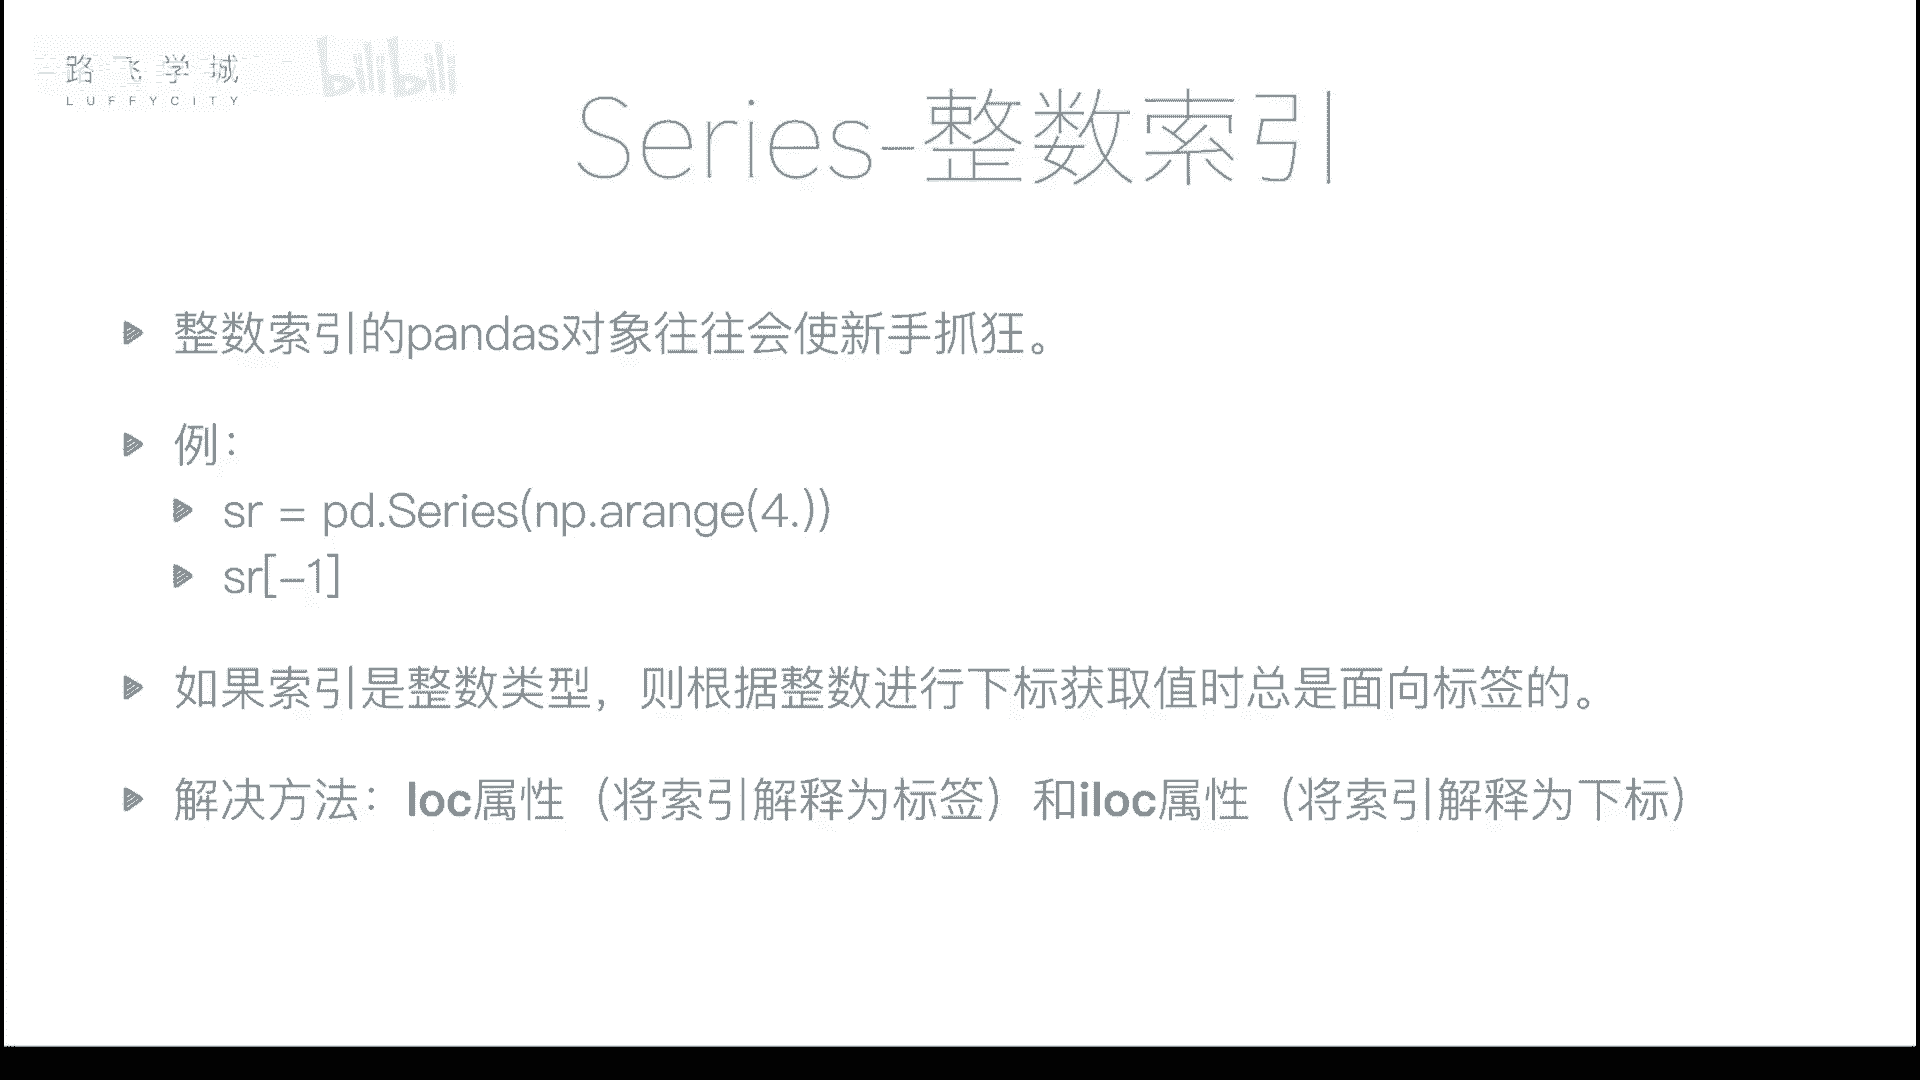 路飞学城
LUFFYCITY
bilibili
Series-整数索引
整数索引的pandas对象往往会使新手抓狂。
例：
sr = pd.Series(np.arange(4.))
sr[-1]
如果索引是整数类型，则根据整数进行下标获取值时总是面向标签的。
解决方法：loc属性（将索引解释为标签）和iloc属性（将索引解释为下标）